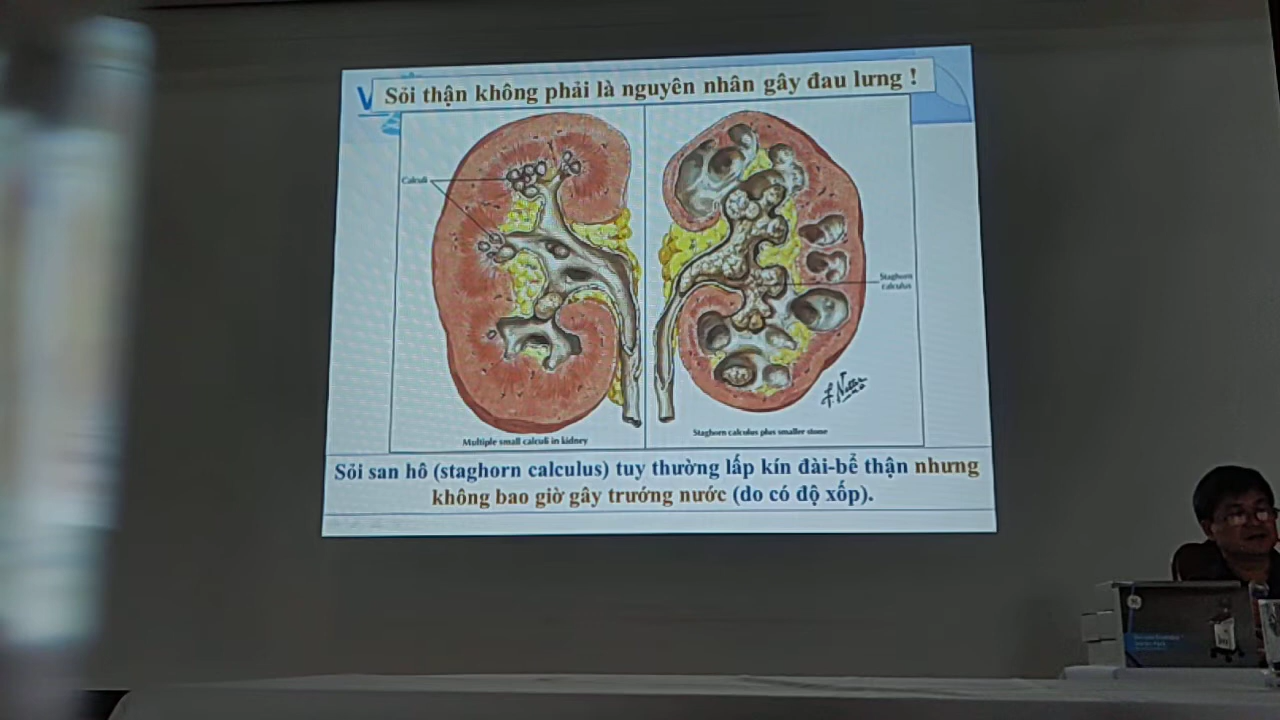 Sỏi thận không phải là nguyên nhân gây đau lưng !
Calculi
Staghorn
calculus
Multiple small calculi in kidney
Staghorn calculus plus smaller stone
Sỏi san hô (staghorn calculus) tuy thường lấp kín đài-bể thận nhưng
không bao giờ gây trướng nước (do có độ xốp).